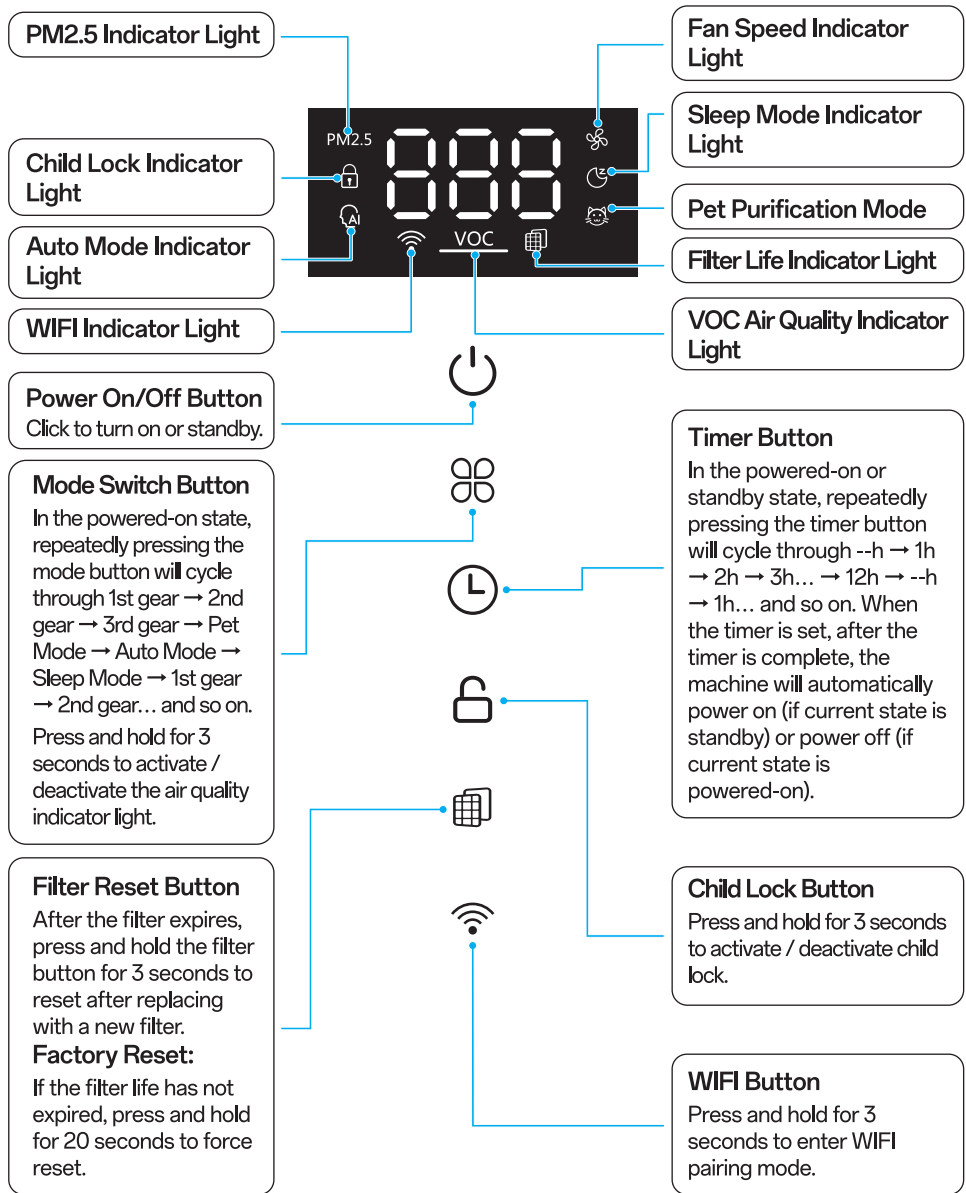 PM2.5 Indicator Light
Child Lock Indicator
Light
Auto Mode Indicator
Light
WIFI Indicator Light
PM2.5
888
AI
VOC
z
Fan Speed Indicator
Light
Sleep Mode Indicator
Light
Pet Purification Mode
Filter Life Indicator Light
VOC Air Quality Indicator
Light
Power On/Off Button
Click to turn on or standby.
Mode Switch Button
In the powered-on state,
repeatedly pressing the
mode button will cycle
through 1st gear → 2nd
gear → 3rd gear → Pet
Mode → Auto Mode →
Sleep Mode → 1st gear
→ 2nd gear... and so on.
Press and hold for 3
seconds to activate /
deactivate the air quality
indicator light.
Filter Reset Button
After the filter expires,
press and hold the filter
button for 3 seconds to
reset after replacing
with a new filter.
Factory Reset:
If the filter life has not
expired, press and hold
for 20 seconds to force
reset.
Timer Button
In the powered-on or
standby state, repeatedly
pressing the timer button
will cycle through --h → 1h
→ 2h → 3h... → 12h → --h
→ 1h... and so on. When
the timer is set, after the
timer is complete, the
machine will automatically
power on (if current state is
standby) or power off (if
current state is
powered-on).
Child Lock Button
Press and hold for 3 seconds
to activate / deactivate child
lock.
WIFI Button
Press and hold for 3
seconds to enter WIFI
pairing mode.